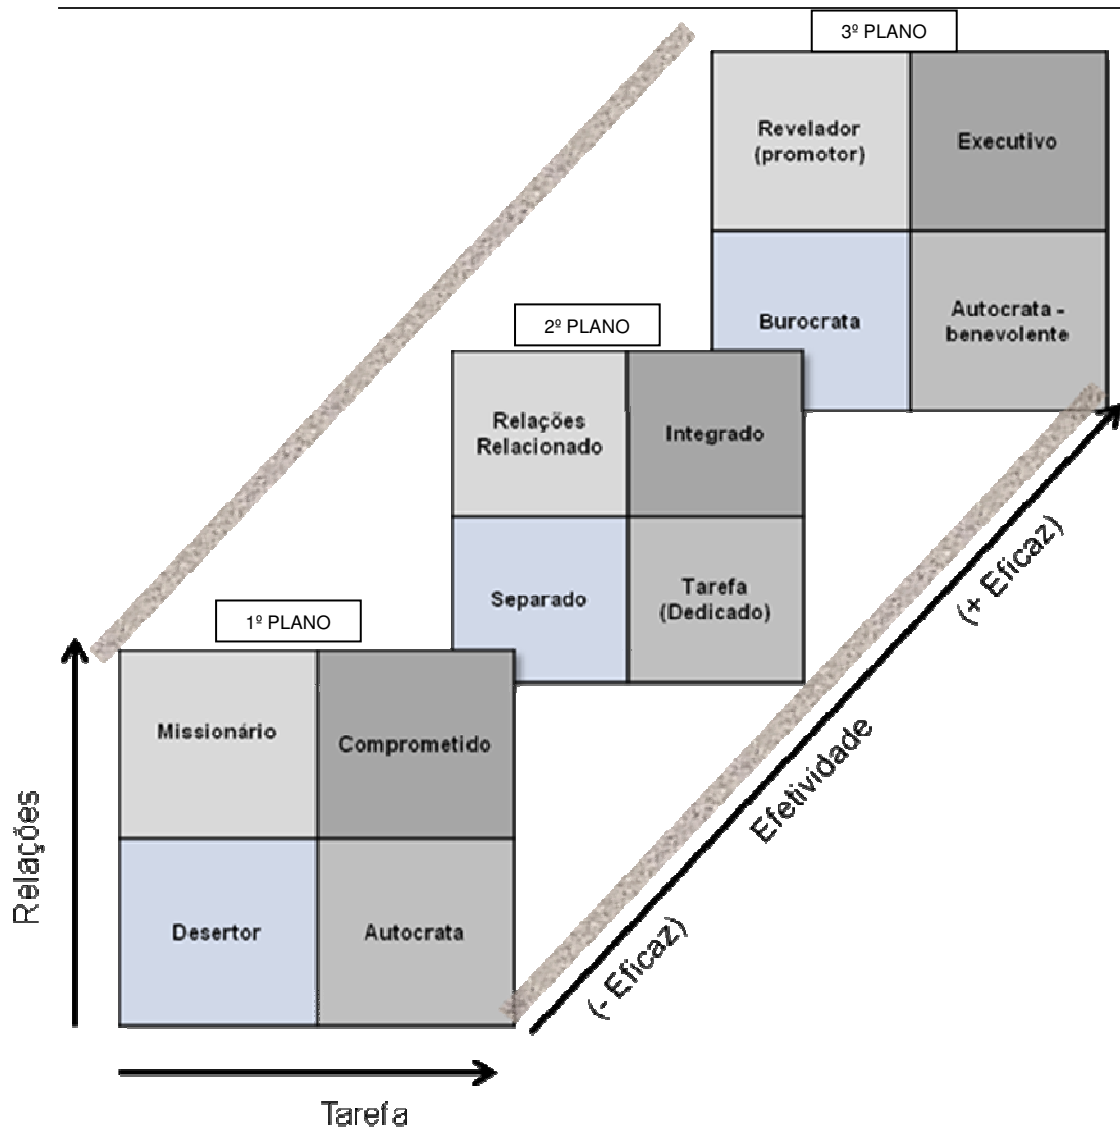 3º PLANO
Revelador
(promotor)
Executivo
Burocrata
Autocrata -
benevolente
2º PLANO
Relações
Relacionado
Integrado
Separado
Tarefa
(Dedicado)
1º PLANO
Missionário
Comprometido
Desertor
Autocrata
Relações
Tarefa
(- Eficaz)
Efetividade
(+ Eficaz)